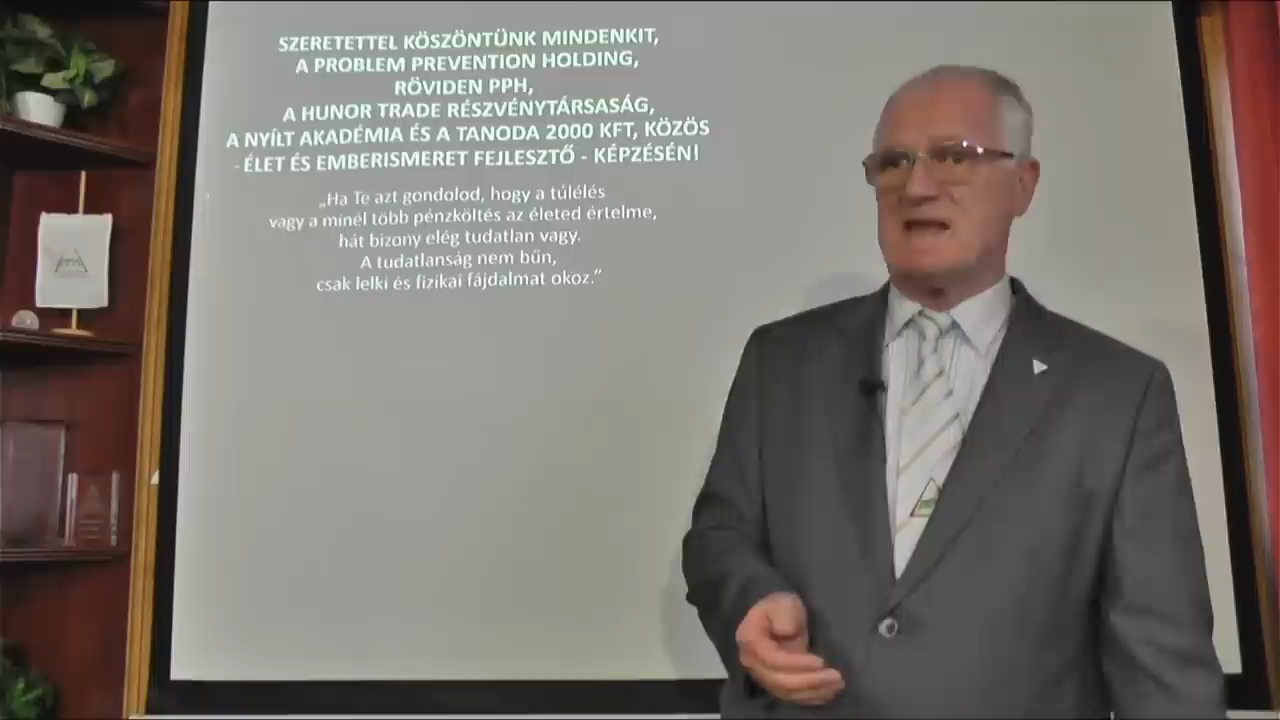 SZERETETTEL KÖSZÖNTÜNK MINDENKIT,
A PROBLEM PREVENTION HOLDING,
RÖVIDEN PPH,
A HUNOR TRADE RÉSZVÉNYTÁRSASÁG,
A NYÍLT AKADÉMIA ÉS A TANODA 2000 KFT, KÖZÖS
- ÉLET ÉS EMBERISMERET FEJLESZTŐ - KÉPZÉSÉN!
„Ha Te azt gondolod, hogy a túlélés
vagy a minél több pénzköltés az életed értelme,
hát bizony elég tudatlan vagy.
A tudatlanság nem bűn,
csak lelki és fizikai fájdalmat okoz.”